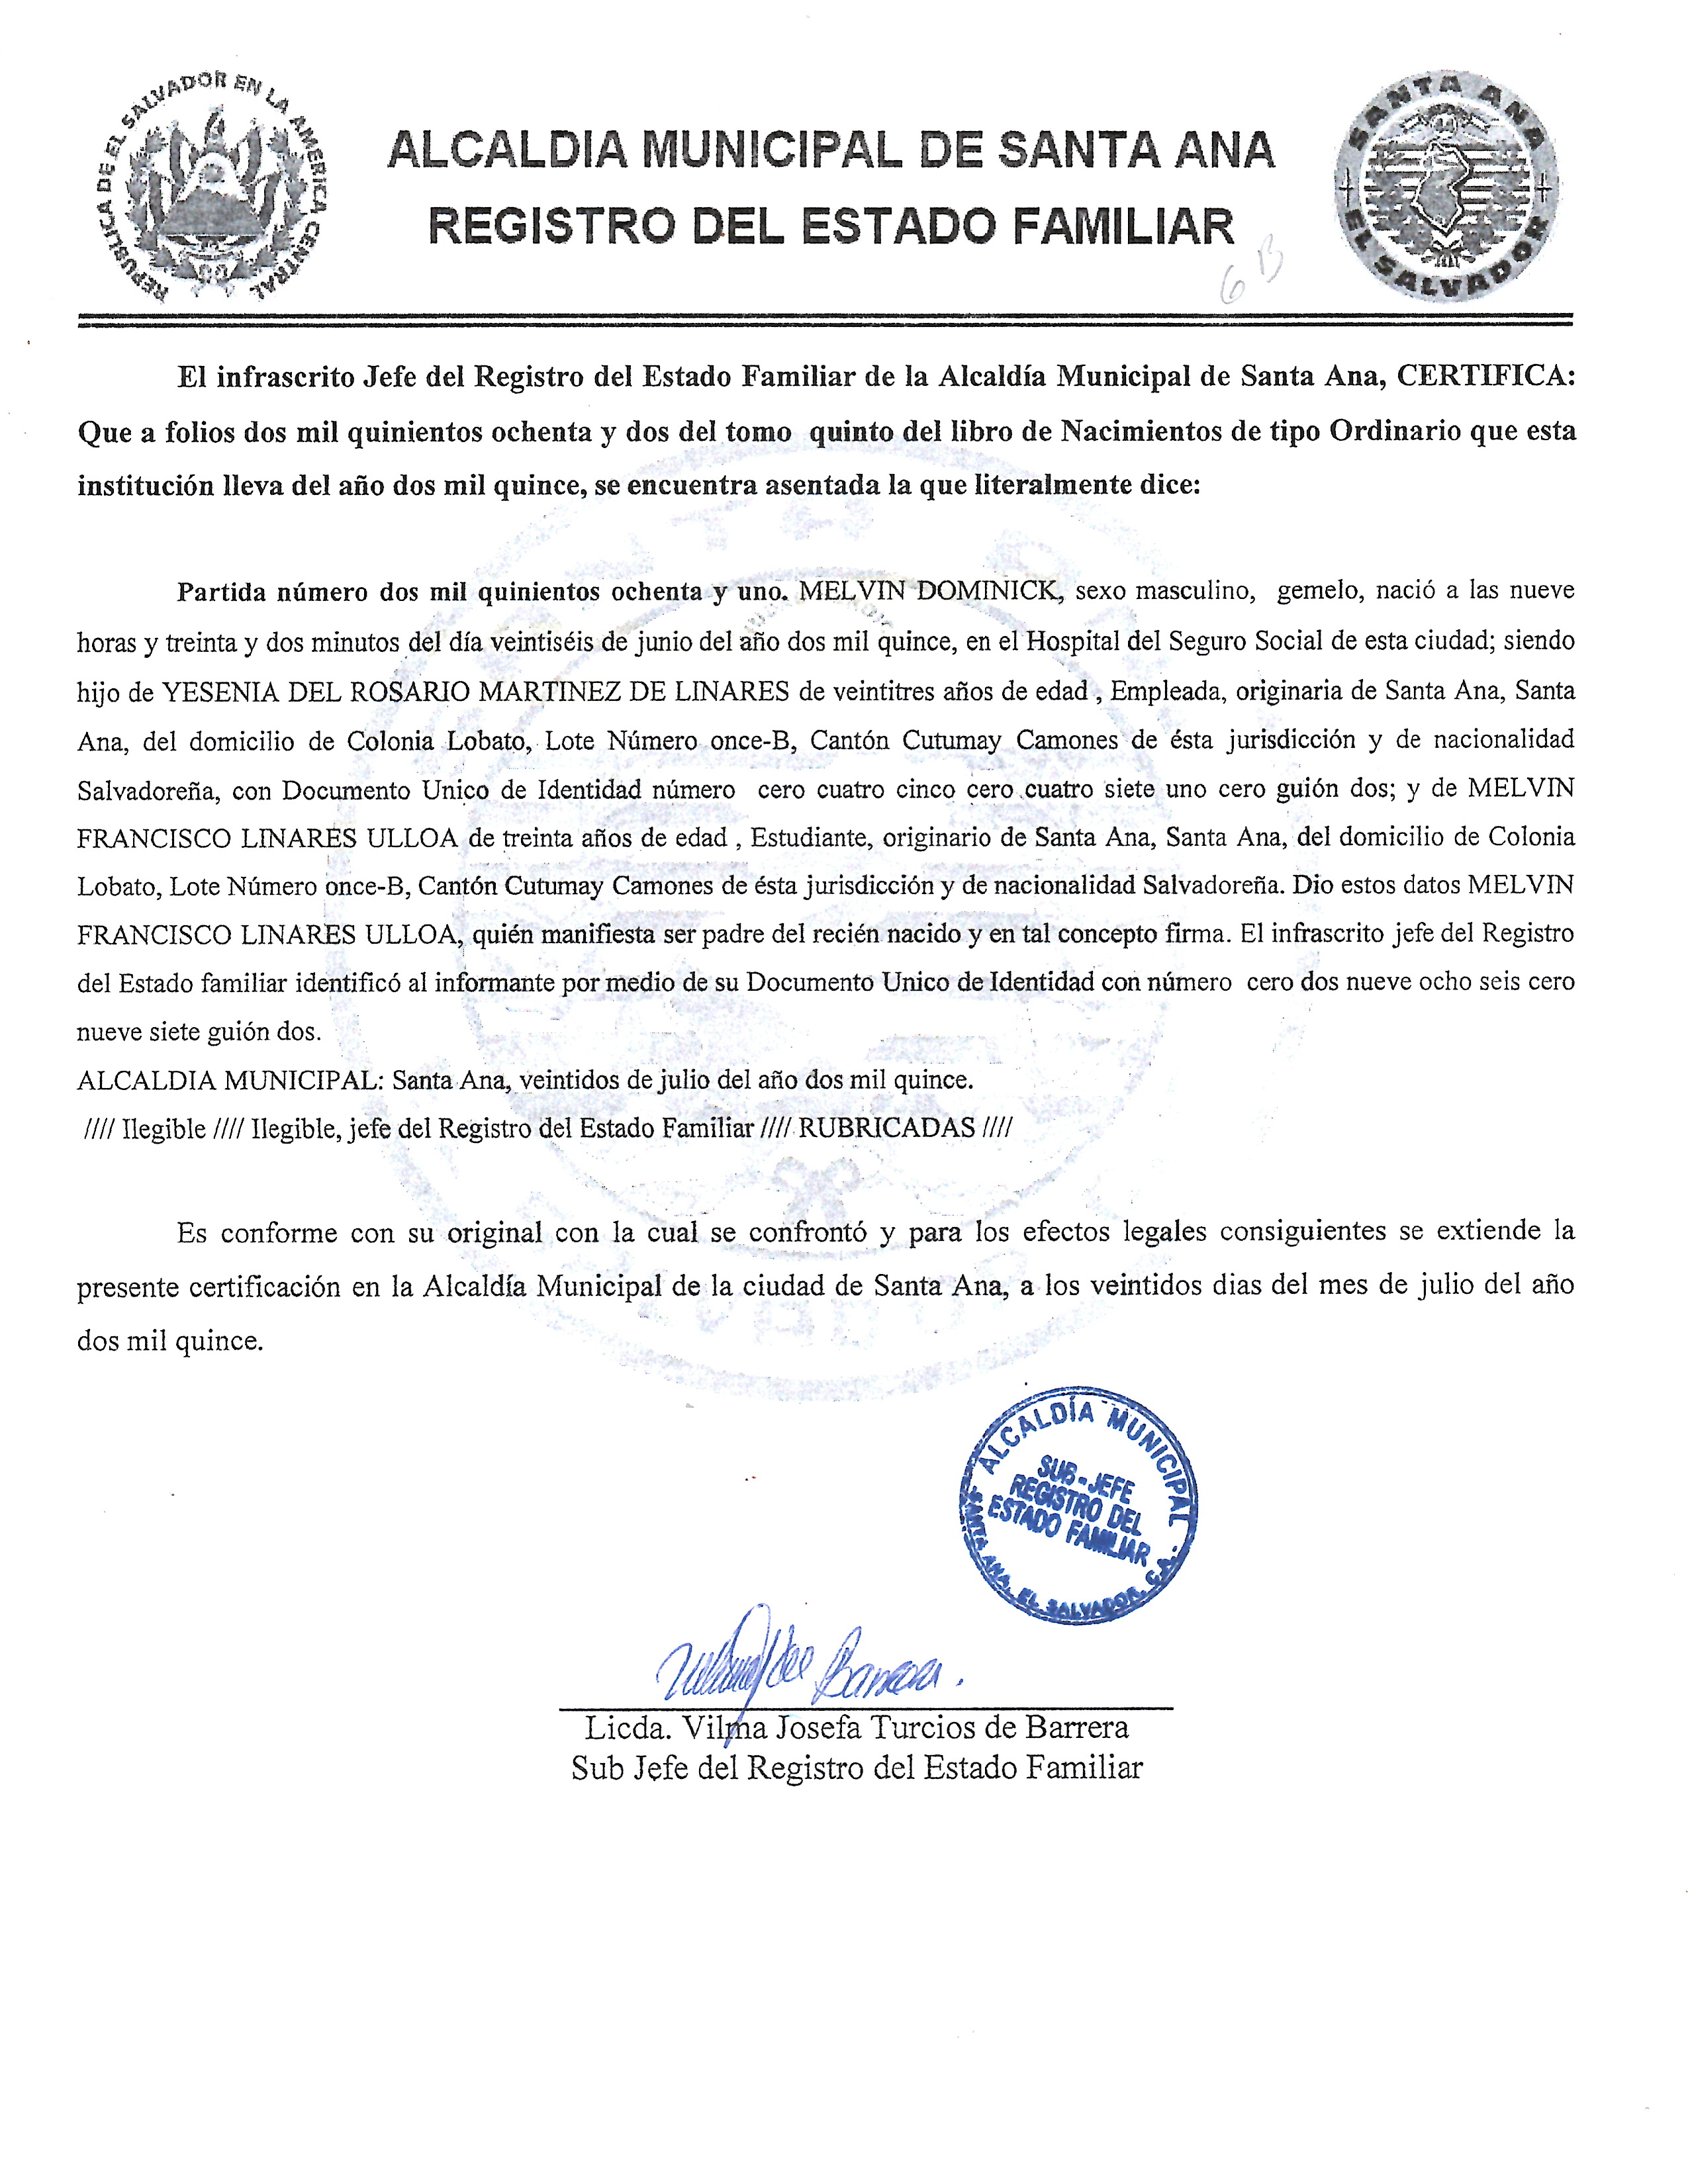 REPUBLICA DE EL SALVADOR EN LA AMERICA CENTRAL
ALCALDIA MUNICIPAL DE SANTA ANA
REGISTRO DEL ESTADO FAMILIAR
SANTA ANA
EL SALVADOR
6 B
El infrascrito Jefe del Registro del Estado Familiar de la Alcaldía Municipal de Santa Ana, CERTIFICA:
Que a folios dos mil quinientos ochenta y dos del tomo quinto del libro de Nacimientos de tipo Ordinario que esta
institución lleva del año dos mil quince, se encuentra asentada la que literalmente dice:
Partida número dos mil quinientos ochenta y uno. MELVIN DOMINICK, sexo masculino, gemelo, nació a las nueve
horas y treinta y dos minutos del día veintiséis de junio del año dos mil quince, en el Hospital del Seguro Social de esta ciudad; siendo
hijo de YESENIA DEL ROSARIO MARTINEZ DE LINARES de veintitres años de edad , Empleada, originaria de Santa Ana, Santa
Ana, del domicilio de Colonia Lobato, Lote Número once-B, Cantón Cutumay Camones de ésta jurisdicción y de nacionalidad
Salvadoreña, con Documento Unico de Identidad número cero cuatro cinco cero cuatro siete uno cero guión dos; y de MELVIN
FRANCISCO LINARES ULLOA de treinta años de edad , Estudiante, originario de Santa Ana, Santa Ana, del domicilio de Colonia
Lobato, Lote Número once-B, Cantón Cutumay Camones de ésta jurisdicción y de nacionalidad Salvadoreña. Dio estos datos MELVIN
FRANCISCO LINARES ULLOA, quién manifiesta ser padre del recién nacido y en tal concepto firma. El infrascrito jefe del Registro
del Estado familiar identificó al informante por medio de su Documento Unico de Identidad con número cero dos nueve ocho seis cero
nueve siete guión dos.
ALCALDIA MUNICIPAL: Santa Ana, veintidos de julio del año dos mil quince.
//// Ilegible //// Ilegible, jefe del Registro del Estado Familiar //// RUBRICADAS ////
Es conforme con su original con la cual se confrontó y para los efectos legales consiguientes se extiende la
presente certificación en la Alcaldía Municipal de la ciudad de Santa Ana, a los veintidos dias del mes de julio del año
dos mil quince.
ALCALDÍA MUNICIPAL
SUB-JEFE
REGISTRO DEL
ESTADO FAMILIAR
SANTA ANA, EL SALVADOR, C.A.
Licda. Vilma Josefa Turcios de Barrera
Sub Jefe del Registro del Estado Familiar